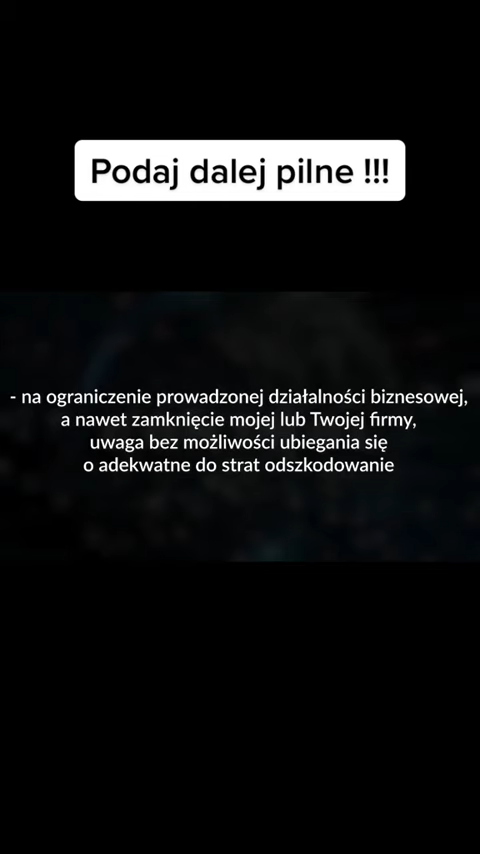 Podaj dalej pilne !!!
- na ograniczenie prowadzonej działalności biznesowej,
a nawet zamknięcie mojej lub Twojej firmy,
uwaga bez możliwości ubiegania się
o adekwatne do strat odszkodowanie